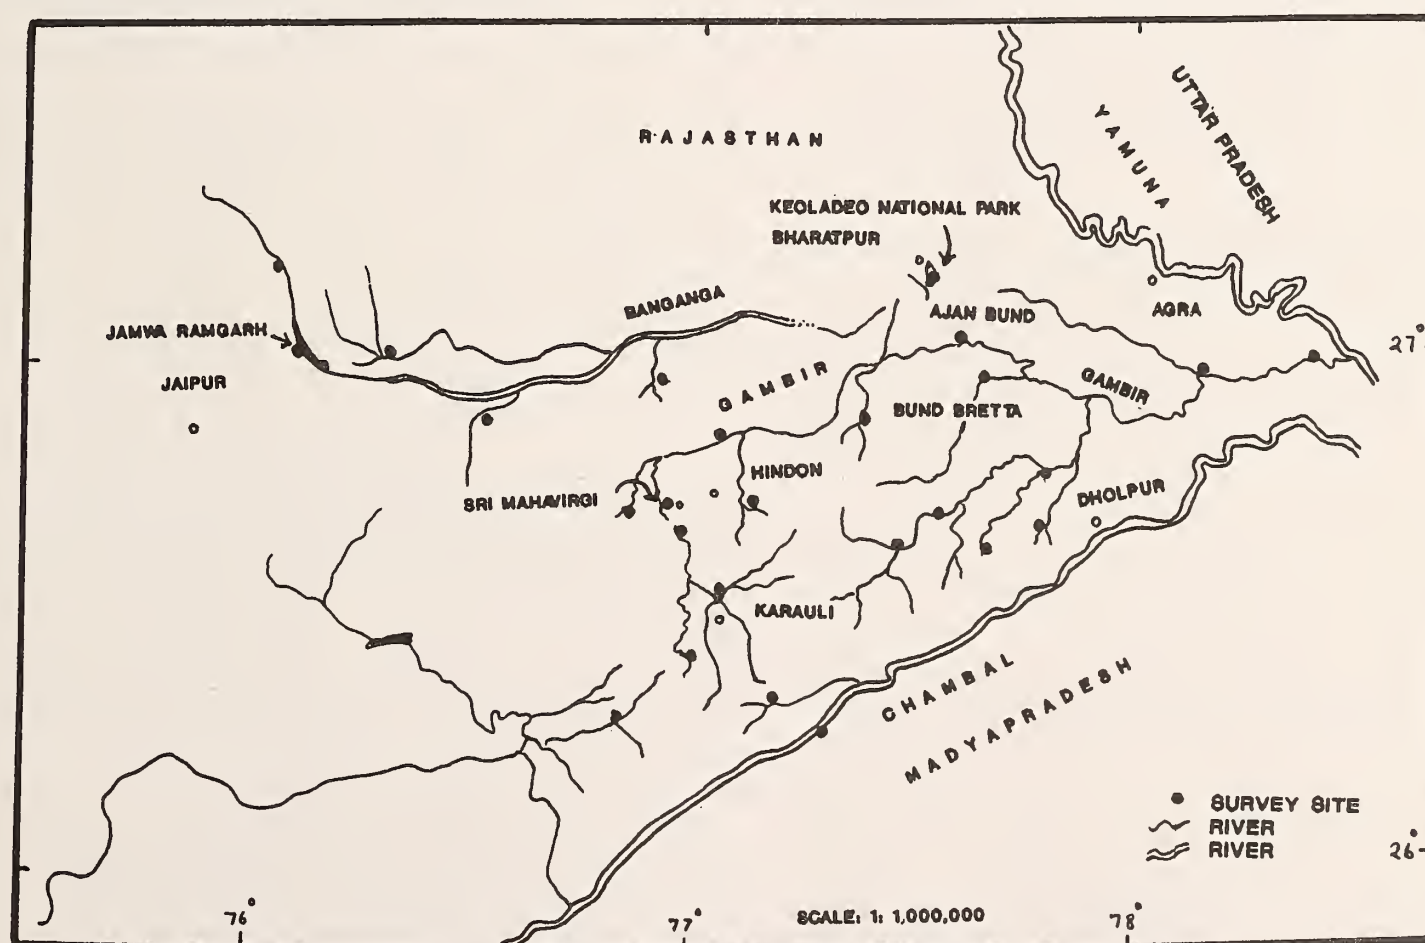 RAJASTHAN
YAMUNA
UTTAR PRADESH
KEOLADEO NATIONAL PARK
BHARATPUR
BANGANGA
AJAN BUND
AGRA
JAMWA RAMGARH
27°
JAIPUR
GAMBIR
GAMBIR
BUND BRETTA
HINDON
SRI MAHAVIRGI
DHOLPUR
KARAULI
CHAMBAL
MADYAPRADESH
SURVEY SITE
RIVER
RIVER
26°
76°
77°
SCALE: 1: 1,000,000
78°